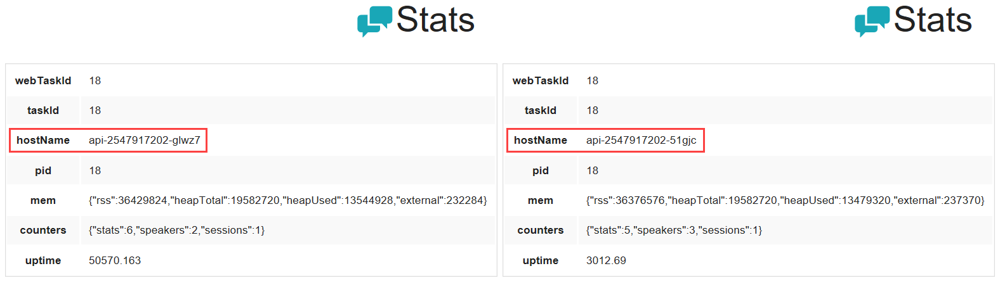 Stats
webTaskId 18
taskId 18
hostName api-2547917202-glwz7
pid 18
mem {"rss":36429824,"heapTotal":19582720,"heapUsed":13544928,"external":232284}
counters {"stats":6,"speakers":2,"sessions":1}
uptime 50570.163
Stats
webTaskId 18
taskId 18
hostName api-2547917202-51gjc
pid 18
mem {"rss":36376576,"heapTotal":19582720,"heapUsed":13479320,"external":237370}
counters {"stats":5,"speakers":3,"sessions":1}
uptime 3012.69